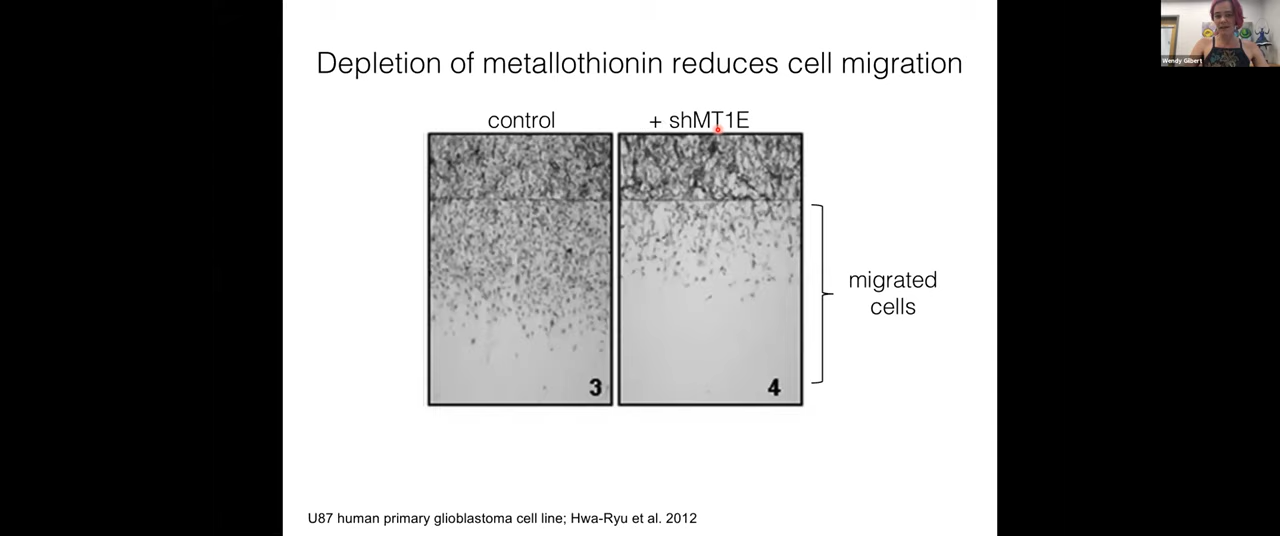 Wendy Gilbert
Depletion of metallothionin reduces cell migration
control
+ shMT1E
migrated
cells
3
4
U87 human primary glioblastoma cell line; Hwa-Ryu et al. 2012